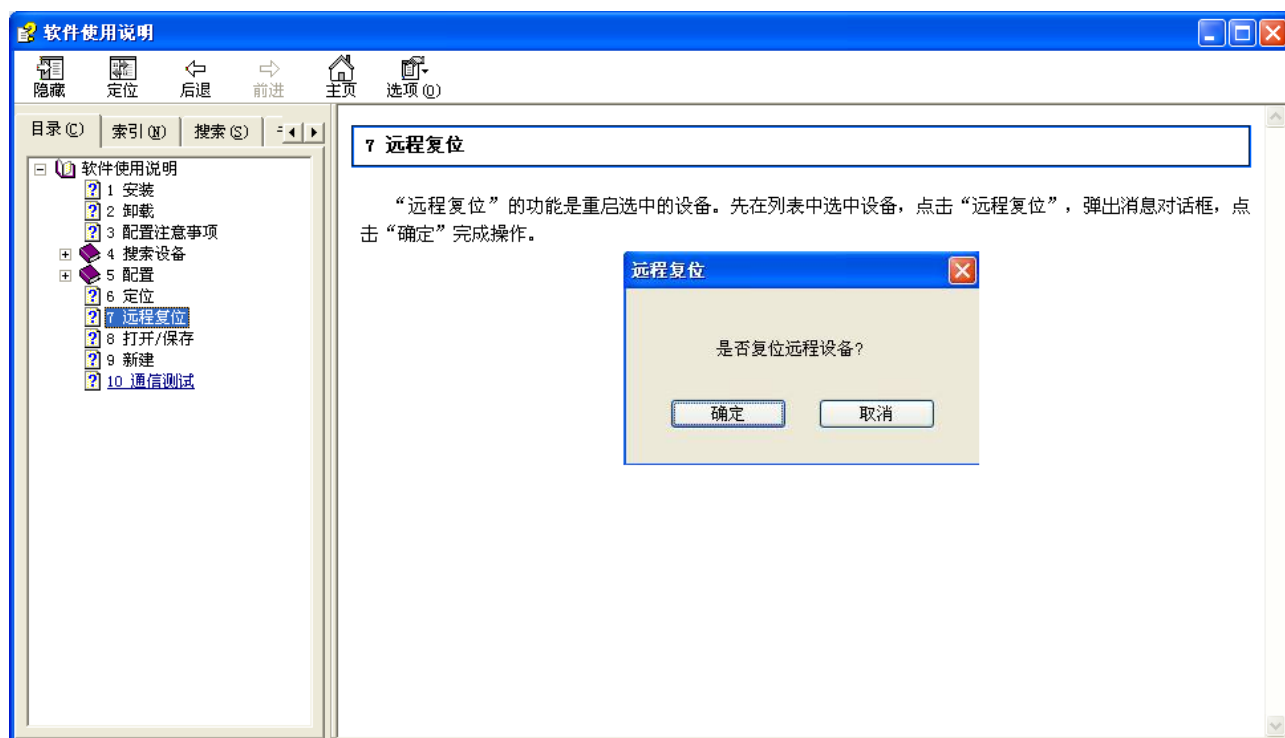 软件使用说明
隐藏 定位 后退 前进 主页 选项(O)
目录(C) 索引(N) 搜索(S)
软件使用说明
1 安装
2 卸载
3 配置注意事项
4 搜索设备
5 配置
6 定位
7 远程复位
8 打开/保存
9 新建
10 通信测试
7 远程复位
“远程复位”的功能是重启选中的设备。先在列表中选中设备，点击“远程复位”，弹出消息对话框，点
击“确定”完成操作。
远程复位
是否复位远程设备?
确定 取消